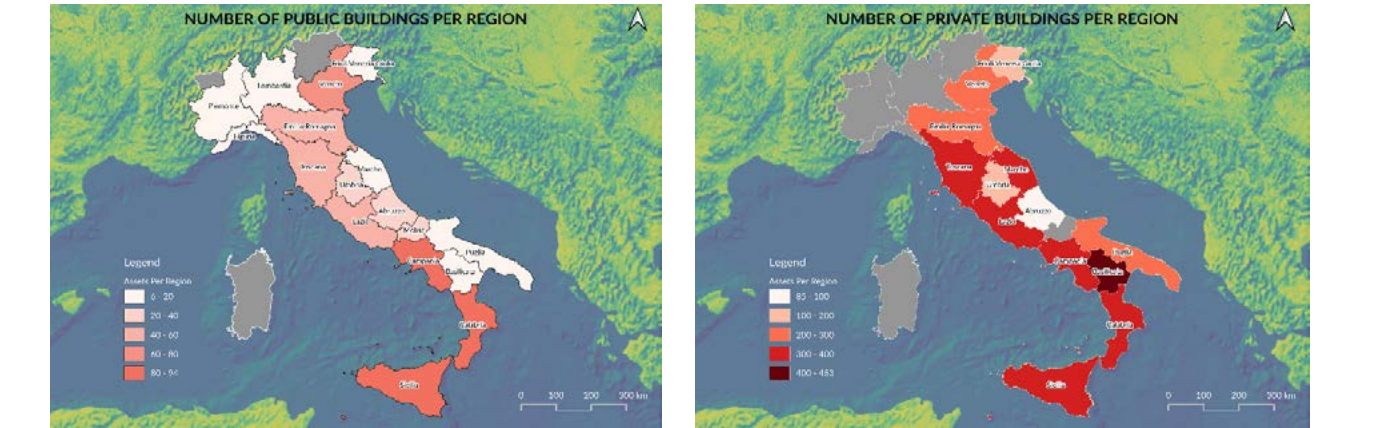 NUMBER OF PUBLIC BUILDINGS PER REGION
Friuli Venezia Giulia
Lombardia
Veneto
Piemonte
Emilia-Romagna
Liguria
Toscana
Marche
Umbria
Abruzzo
Lazio
Molise
Puglia
Campania
Basilicata
Calabria
Sicilia
Legend
Assets Per Region
6 - 20
20 - 40
40 - 60
60 - 80
80 - 94
0 100 200 300 km
NUMBER OF PRIVATE BUILDINGS PER REGION
Friuli Venezia Giulia
Veneto
Emilia-Romagna
Toscana
Marche
Umbria
Abruzzo
Lazio
Puglia
Campania
Basilicata
Calabria
Sicilia
Legend
Assets Per Region
85 - 100
100 - 200
200 - 300
300 - 400
400 - 483
0 100 200 300 km